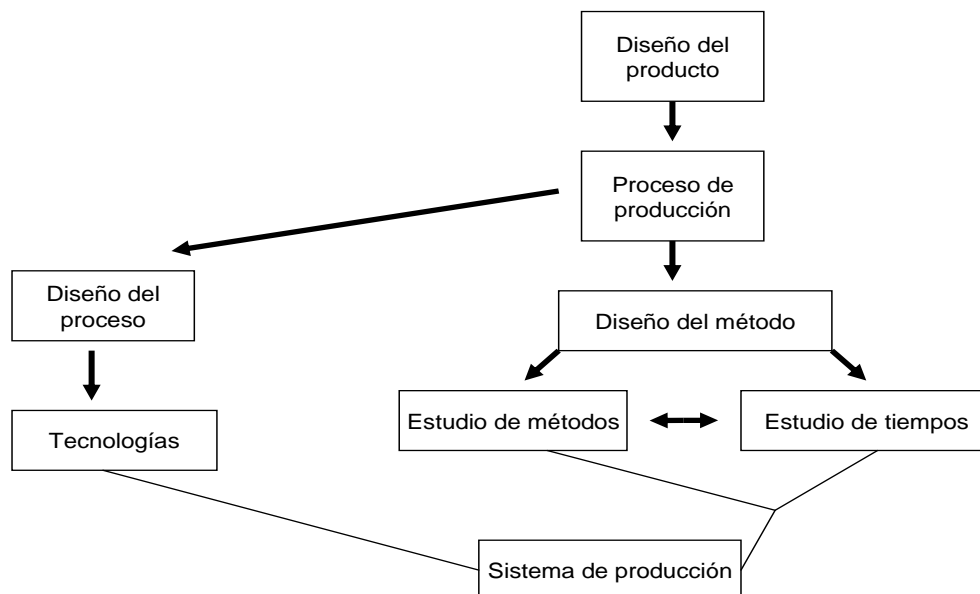 Diseño del
producto
Proceso de
producción
Diseño del
proceso
Diseño del método
Tecnologías
Estudio de métodos
Estudio de tiempos
Sistema de producción